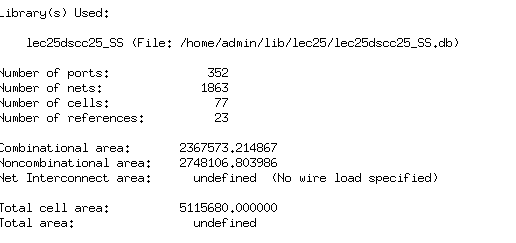 Library(s) Used:
lec25dscc25_SS (File: /home/admin/lib/lec25/lec25dscc25_SS.db)
Number of ports: 352
Number of nets: 1863
Number of cells: 77
Number of references: 23
Combinational area: 2367573.214867
Noncombinational area: 2748106.803986
Net Interconnect area: undefined (No wire load specified)
Total cell area: 5115680.000000
Total area: undefined